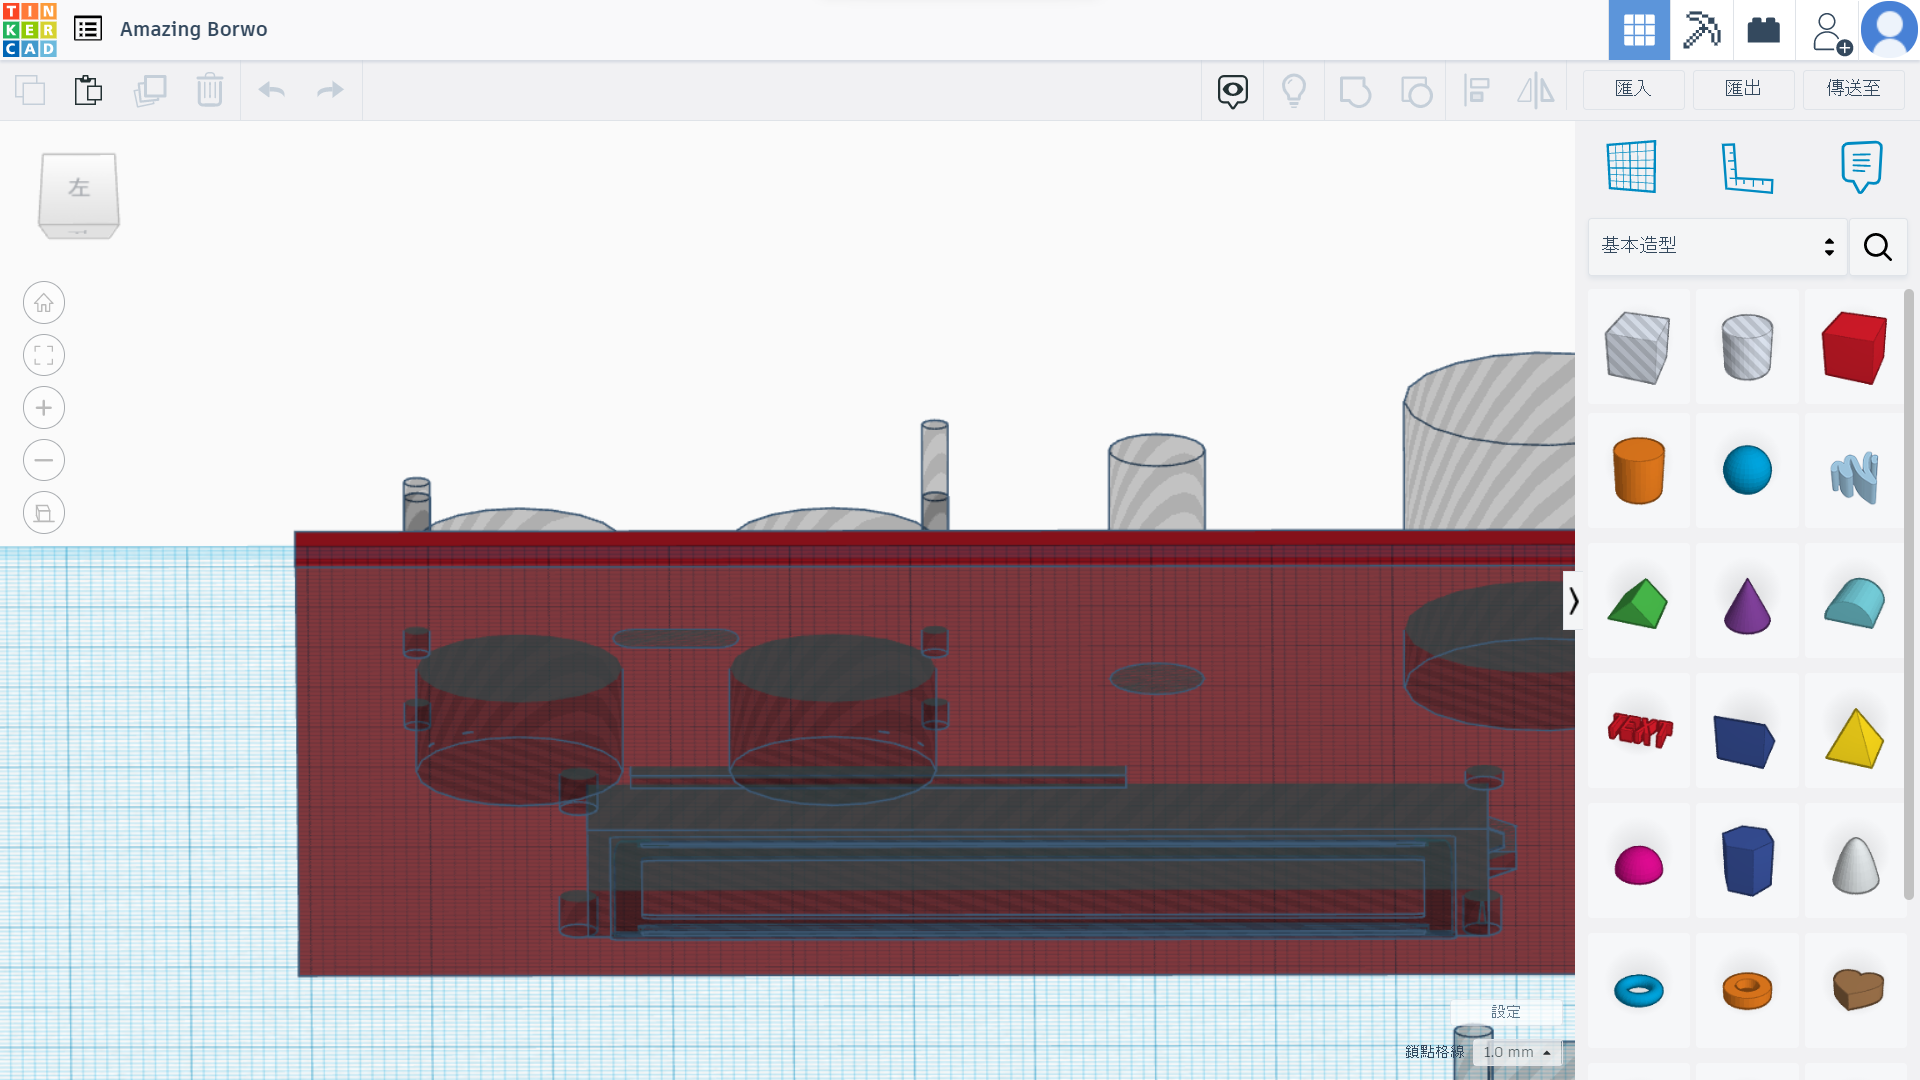 TIN
KER
CAD
Amazing Borwo
匯入
匯出
傳送至
左
基本造型
TEXT
設定
鎖點格線
1.0 mm